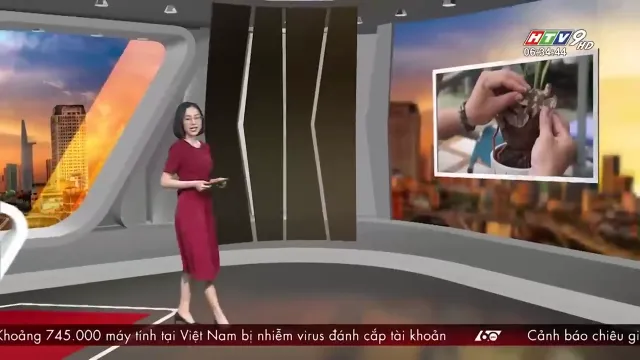 HTV9 HD
06:34:44
Khoảng 745.000 máy tính tại Việt Nam bị nhiễm virus đánh cắp tài khoản
Cảnh báo chiêu gi